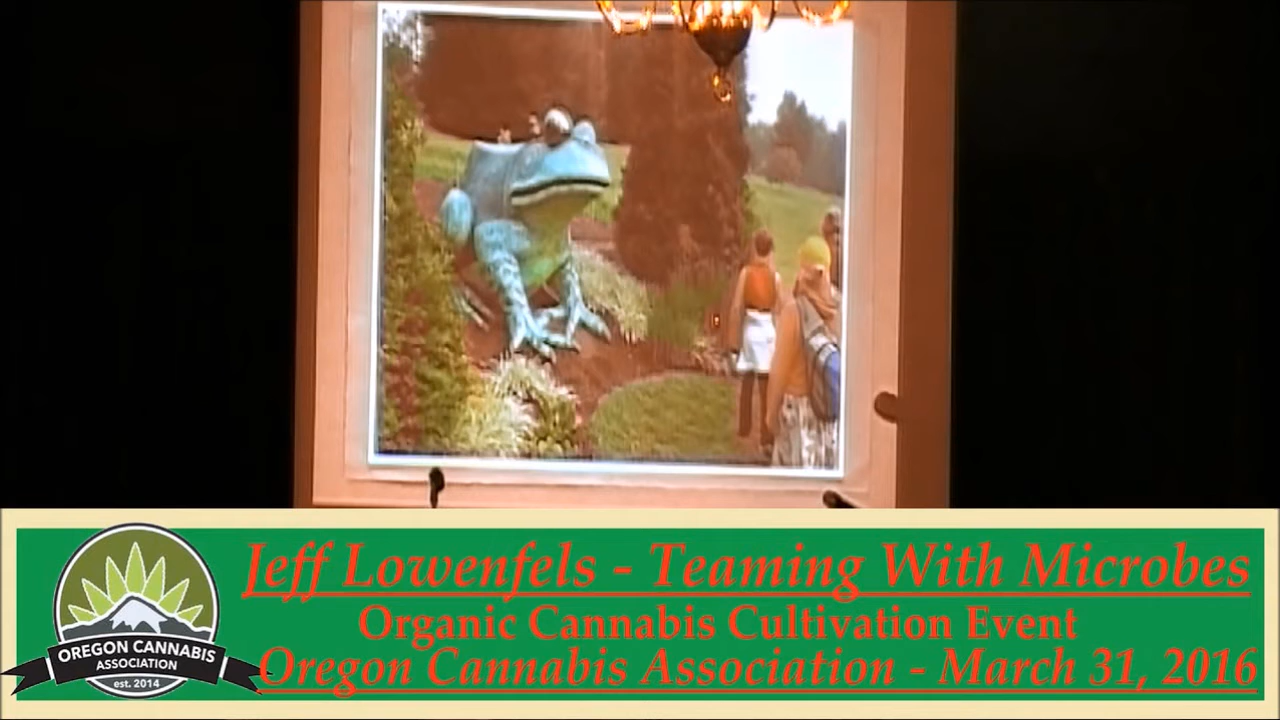 Jeff Lowenfels - Teaming With Microbes
Organic Cannabis Cultivation Event
Oregon Cannabis Association - March 31, 2016
OREGON CANNABIS
ASSOCIATION
est. 2014